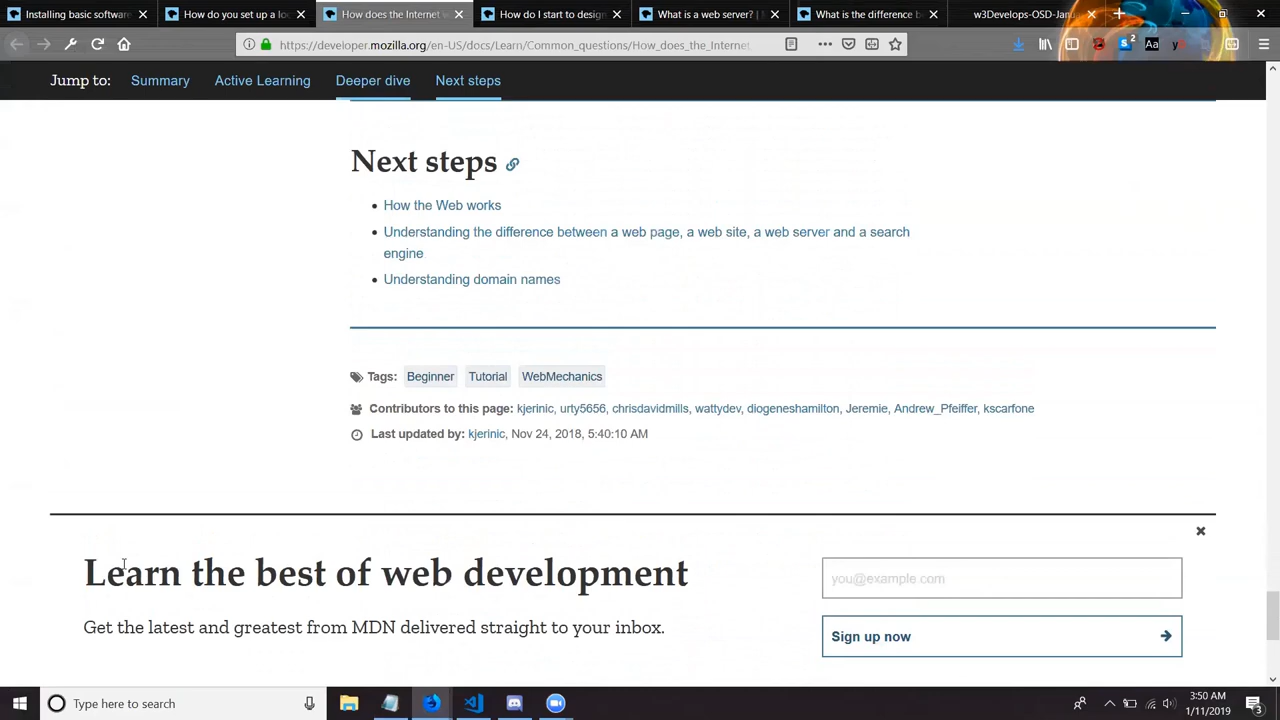 Installing basic software
How do you set up a loc
How does the Internet w
How do I start to design
What is a web server? |
What is the difference b
w3Develops-OSD-Janu
https://developer.mozilla.org/en-US/docs/Learn/Common_questions/How_does_the_Internet
2
Aa
Jump to: Summary Active Learning Deeper dive Next steps
Next steps
How the Web works
Understanding the difference between a web page, a web site, a web server and a search
engine
Understanding domain names
Tags: Beginner Tutorial WebMechanics
Contributors to this page: kjerinic, urty5656, chrisdavidmills, wattydev, diogeneshamilton, Jeremie, Andrew_Pfeiffer, kscarfone
Last updated by: kjerinic, Nov 24, 2018, 5:40:10 AM
Learn the best of web development
you@example.com
Get the latest and greatest from MDN delivered straight to your inbox.
Sign up now
Type here to search
3:50 AM
1/11/2019
3